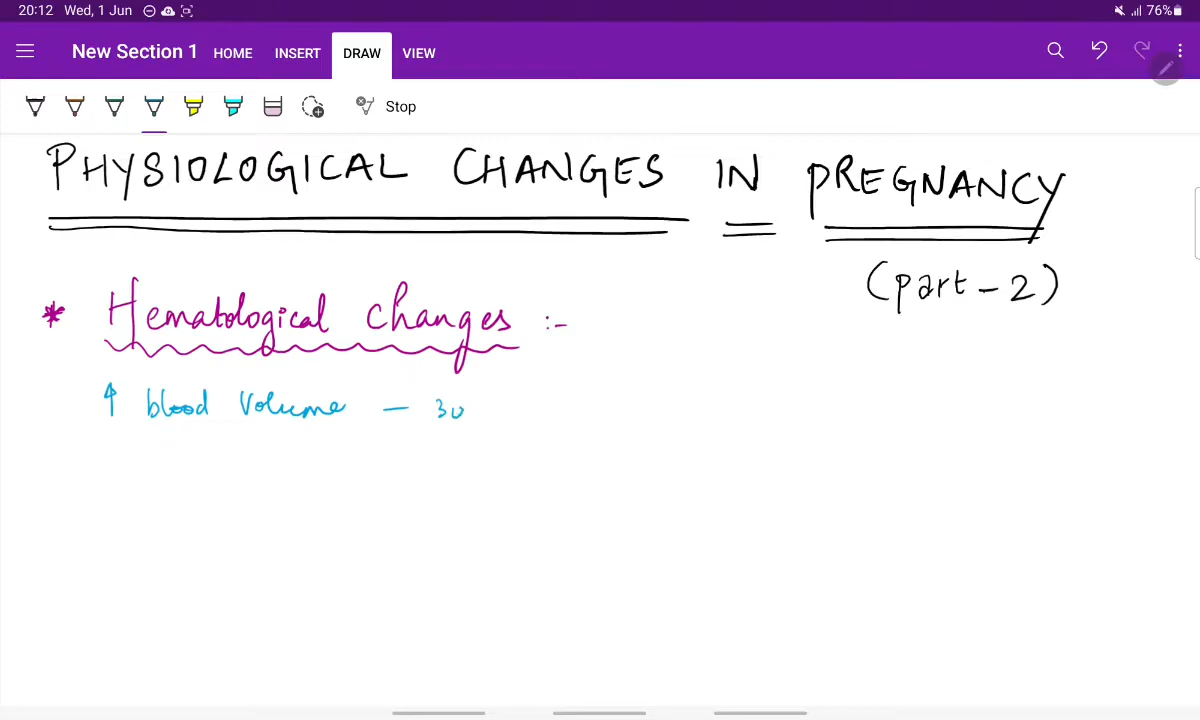 20:12 Wed, 1 Jun 76%
New Section 1 HOME INSERT DRAW VIEW
Stop
PHYSIOLOGICAL CHANGES IN PREGNANCY
(part - 2)
* Hematological changes :-
↑ blood volume — 30